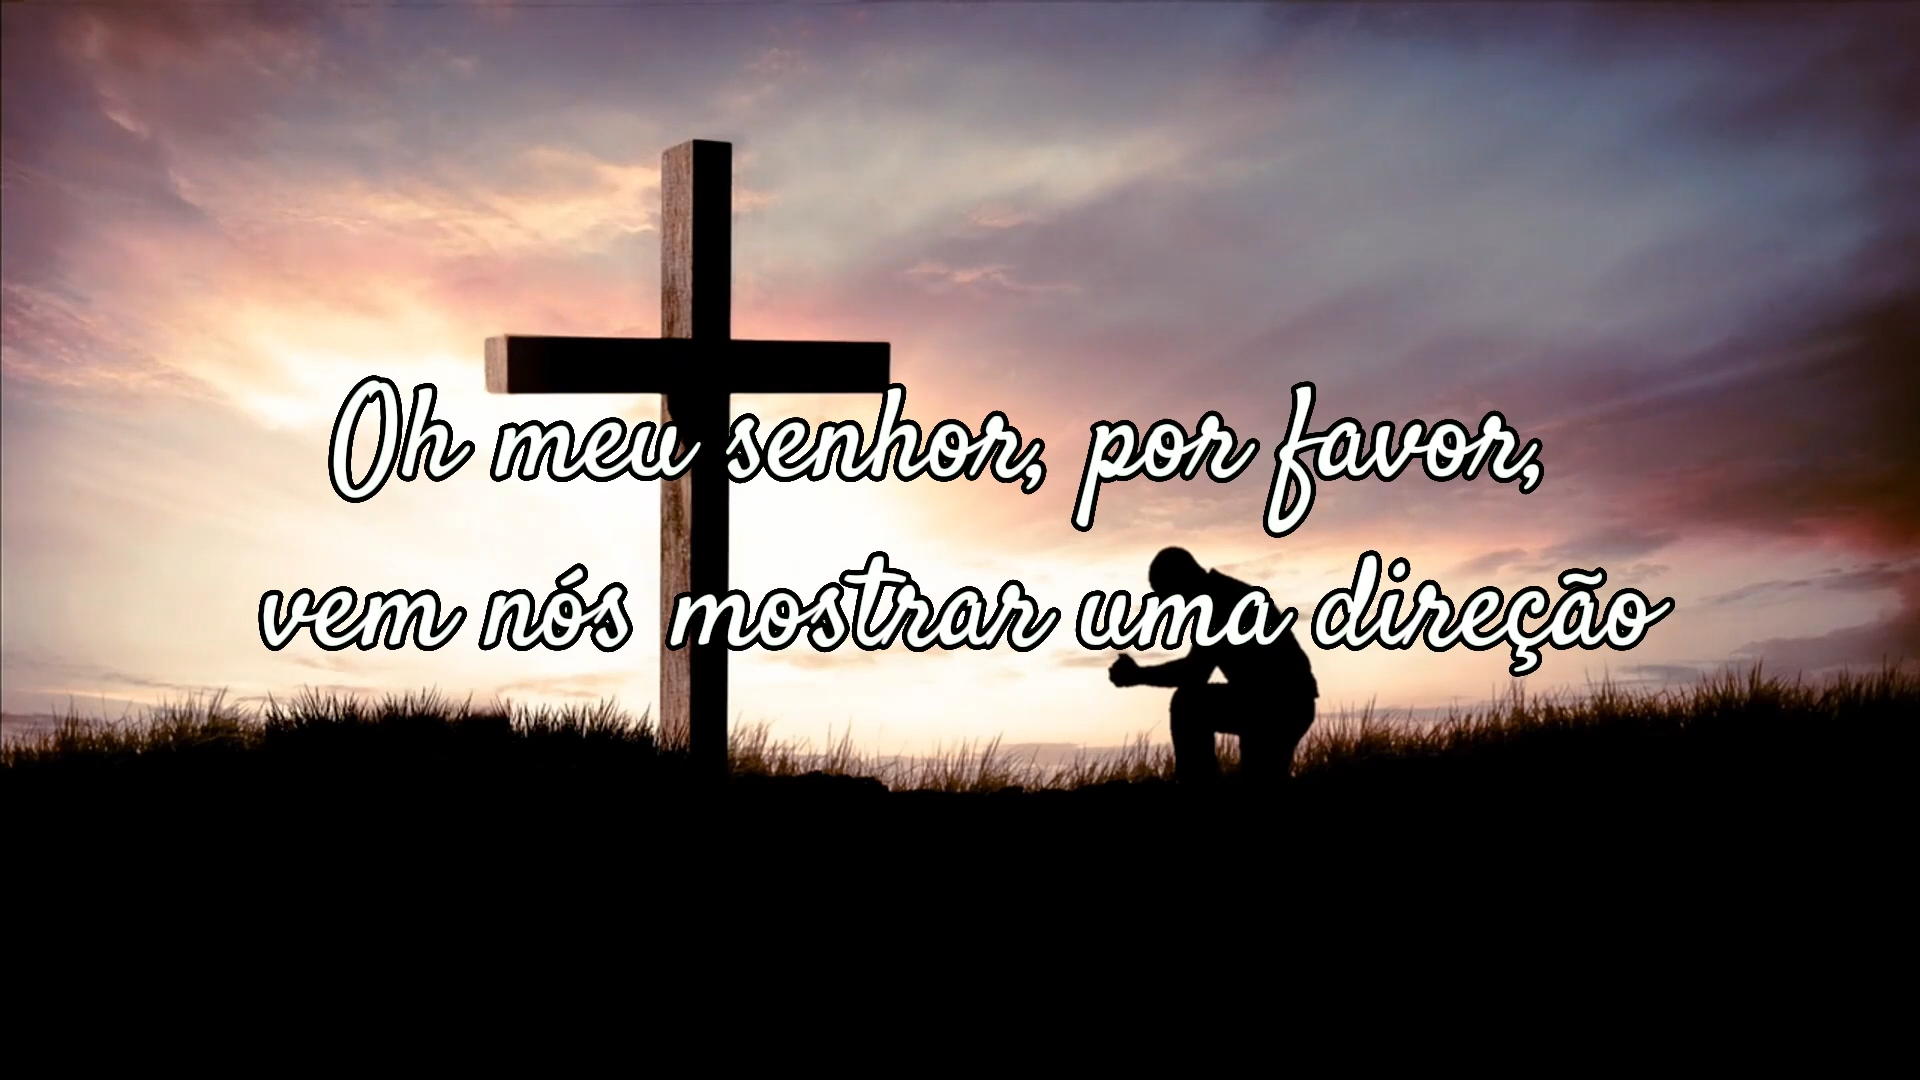 Oh meu senhor, por favor,
vem nós mostrar uma direção